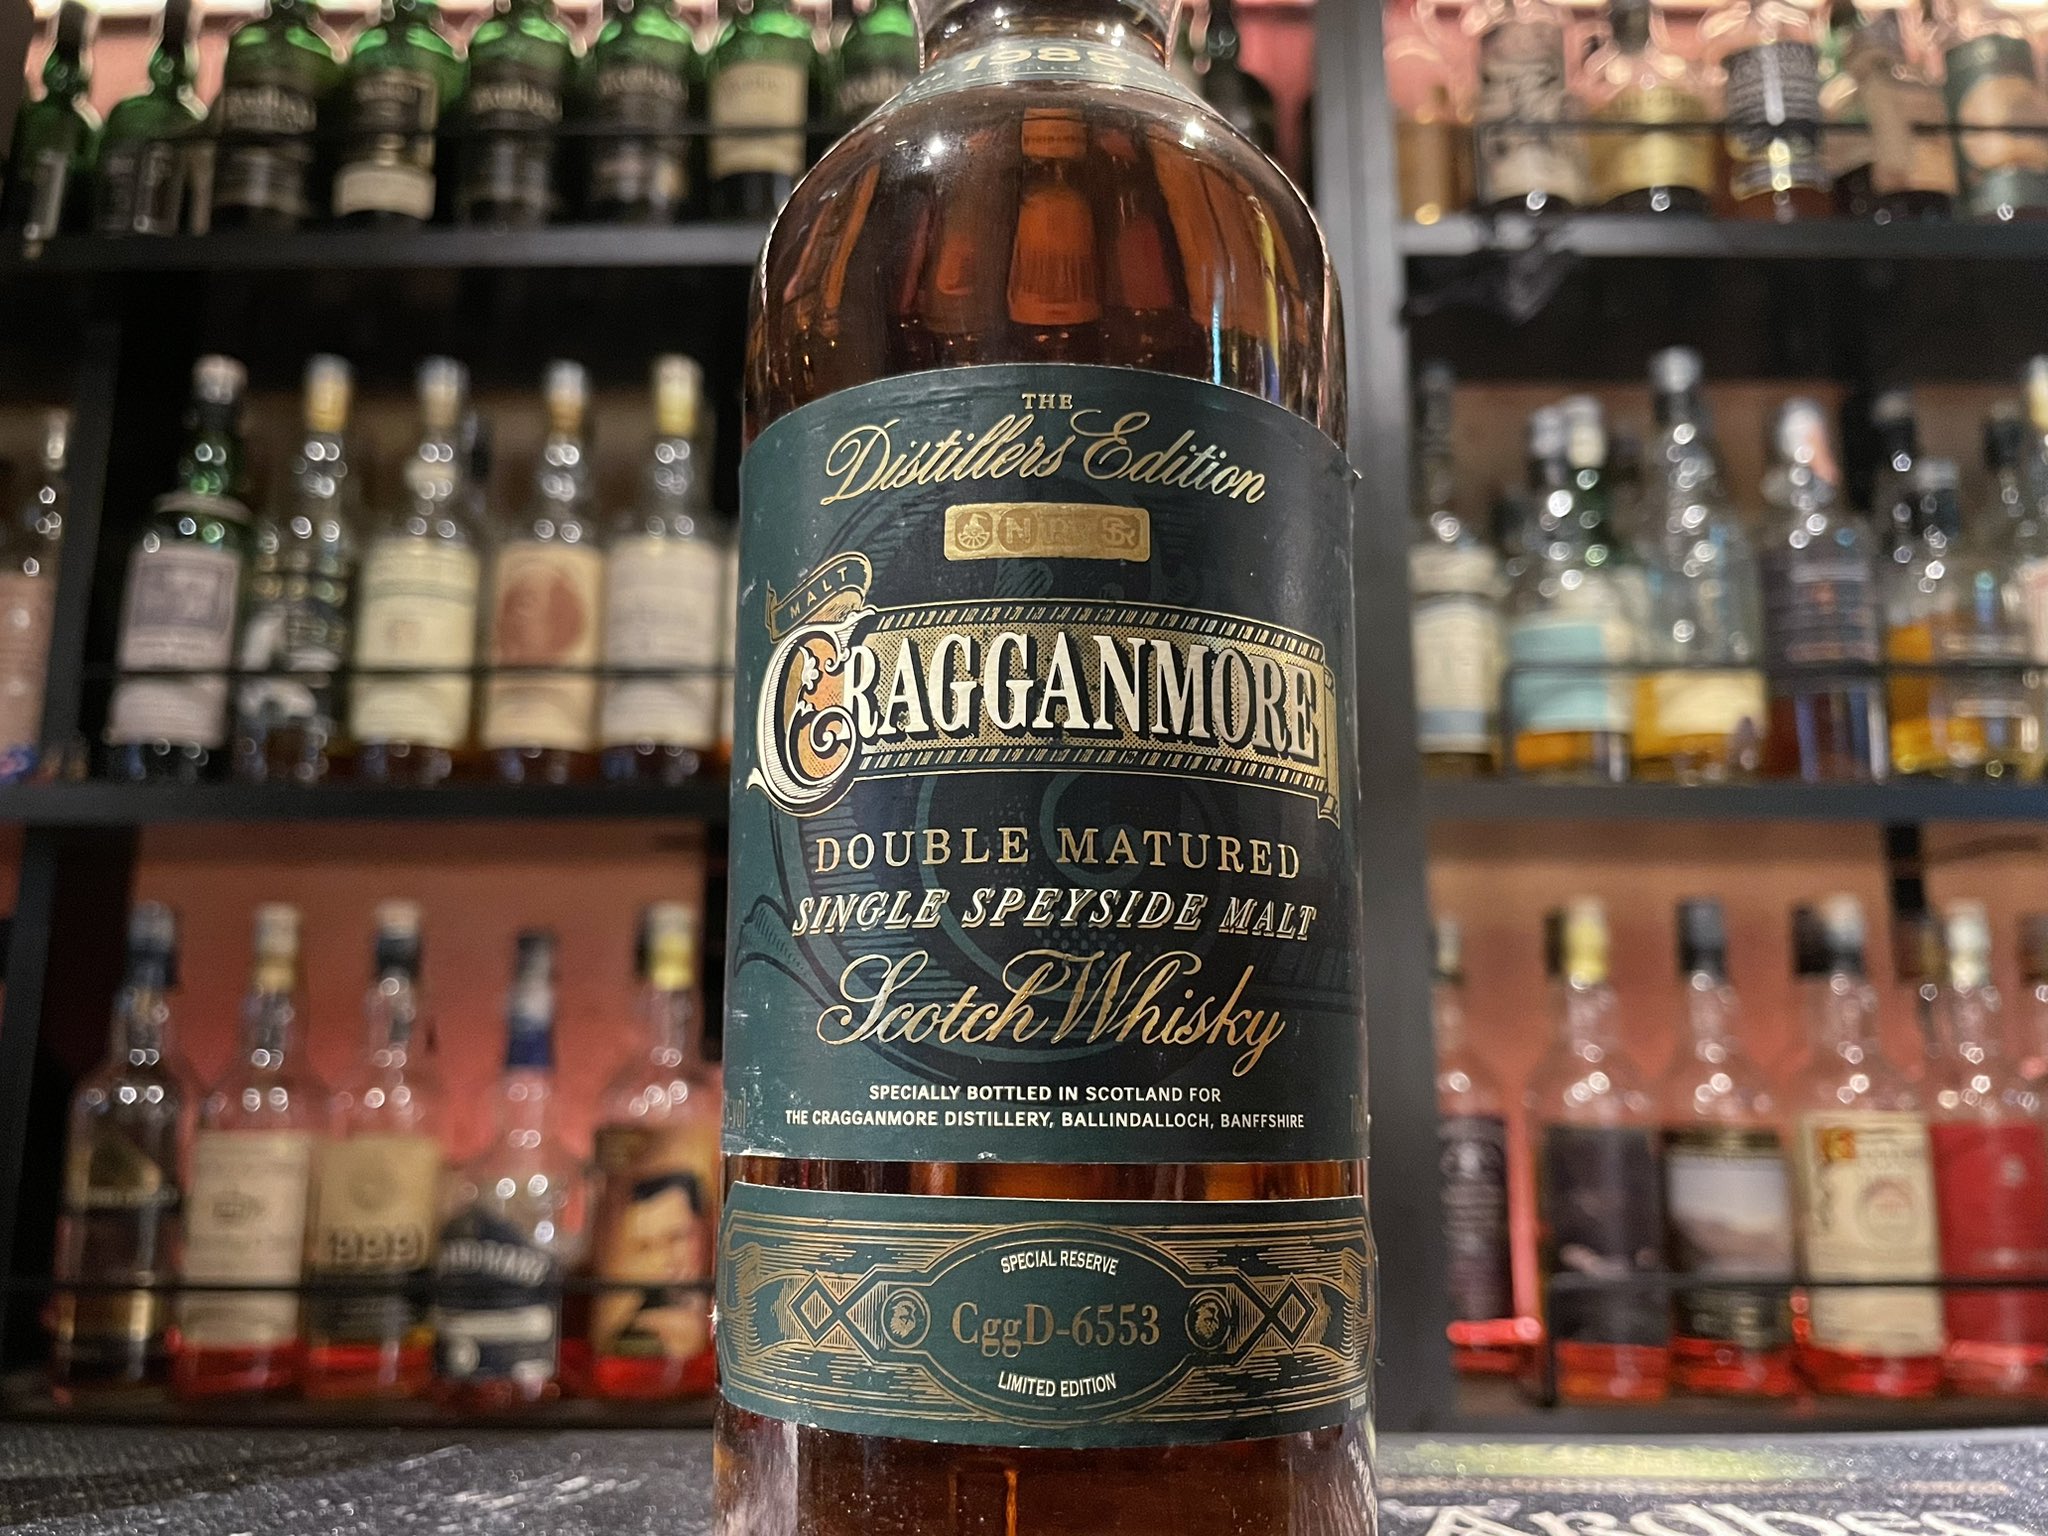 1988
THE
Distillers Edition
MALT
CRAGGANMORE
DOUBLE MATURED
SINGLE SPEYSIDE MALT
Scotch Whisky
SPECIALLY BOTTLED IN SCOTLAND FOR
THE CRAGGANMORE DISTILLERY, BALLINDALLOCH, BANFFSHIRE
SPECIAL RESERVE
CggD-6553
LIMITED EDITION